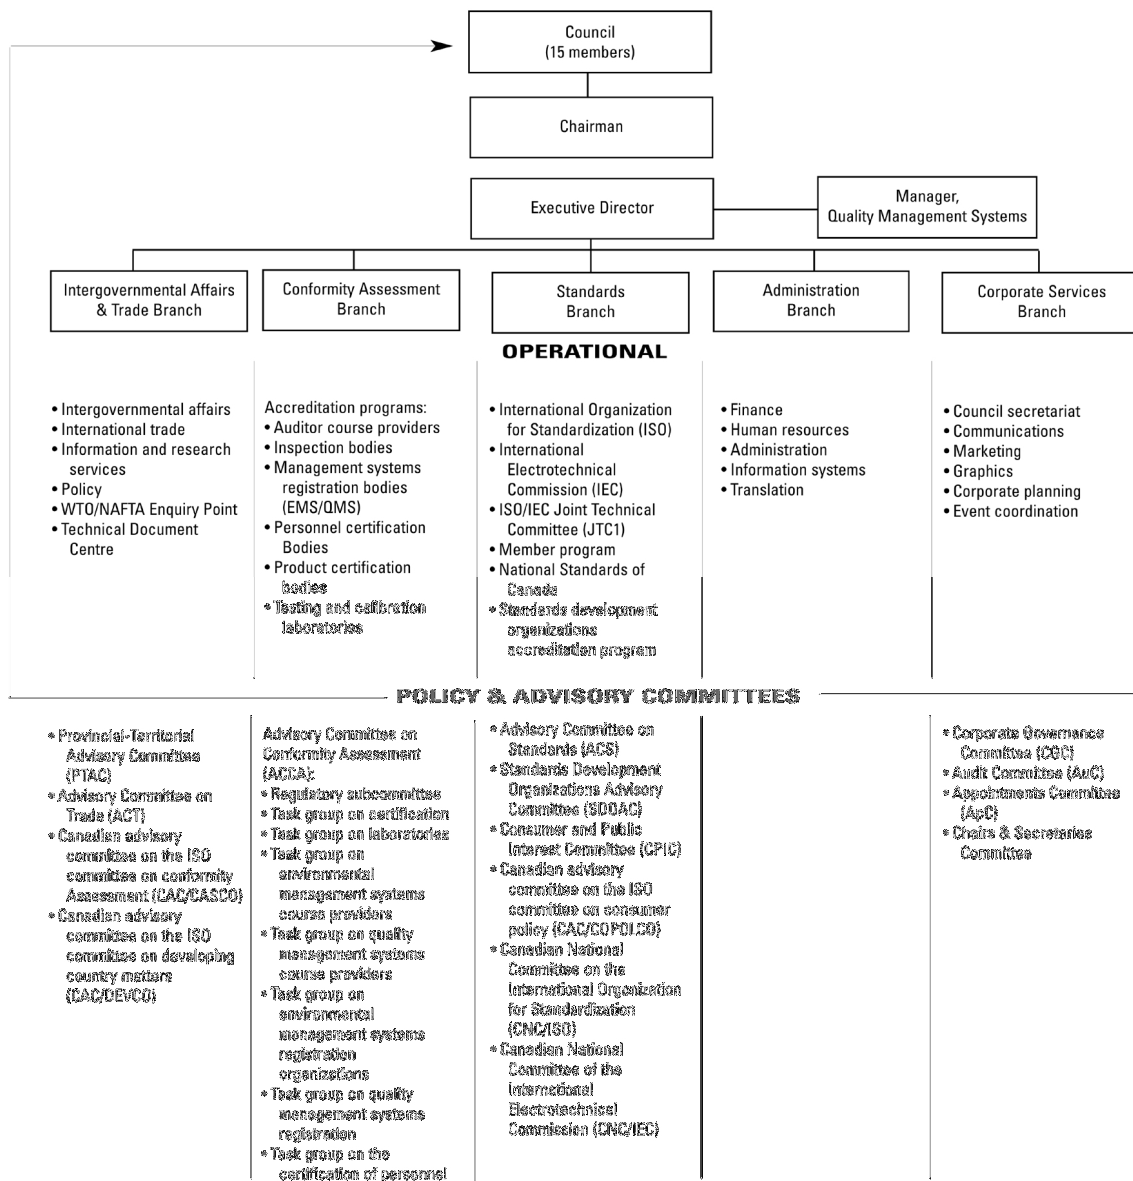 Council
(15 members)
Chairman
Executive Director
Manager,
Quality Management Systems
Intergovernmental Affairs
& Trade Branch
Conformity Assessment
Branch
Standards
Branch
Administration
Branch
Corporate Services
Branch
OPERATIONAL
• Intergovernmental affairs
• International trade
• Information and research
services
• Policy
• WTO/NAFTA Enquiry Point
• Technical Document
Centre
Accreditation programs:
• Auditor course providers
• Inspection bodies
• Management systems
registration bodies
(EMS/QMS)
• Personnel certification
Bodies
• Product certification
bodies
• Testing and calibration
laboratories
• International Organization
for Standardization (ISO)
• International
Electrotechnical
Commission (IEC)
• ISO/IEC Joint Technical
Committee (JTC1)
• Member program
• National Standards of
Canada
• Standards development
organizations
accreditation program
• Finance
• Human resources
• Administration
• Information systems
• Translation
• Council secretariat
• Communications
• Marketing
• Graphics
• Corporate planning
• Event coordination
POLICY & ADVISORY COMMITTEES
• Provincial-Territorial
Advisory Committee
(PTAC)
• Advisory Committee on
Trade (ACT)
• Canadian advisory
committee on the ISO
committee on conformity
Assessment (CAC/CASCO)
• Canadian advisory
committee on the ISO
committee on developing
country matters
(CAC/DEVCO)
Advisory Committee on
Conformity Assessment
(ACCA):
• Regulatory subcommittee
• Task group on certification
• Task group on laboratories
• Task group on
environmental
management systems
course providers
• Task group on quality
management systems
course providers
• Task group on
environmental
management systems
registration
organizations
• Task group on quality
management systems
registration
• Task group on the
certification of personnel
• Advisory Committee on
Standards (ACS)
• Standards Development
Organizations Advisory
Committee (SDOAC)
• Consumer and Public
Interest Committee (CPIC)
• Canadian advisory
committee on the ISO
committee on consumer
policy (CAC/COPOLCO)
• Canadian National
Committee on the
International Organization
for Standardization
(CNC/ISO)
• Canadian National
Committee of the
International
Electrotechnical
Commission (CNC/IEC)
• Corporate Governance
Committee (CGC)
• Audit Committee (AuC)
• Appointments Committee
(ApC)
• Chairs & Secretaries
Committee